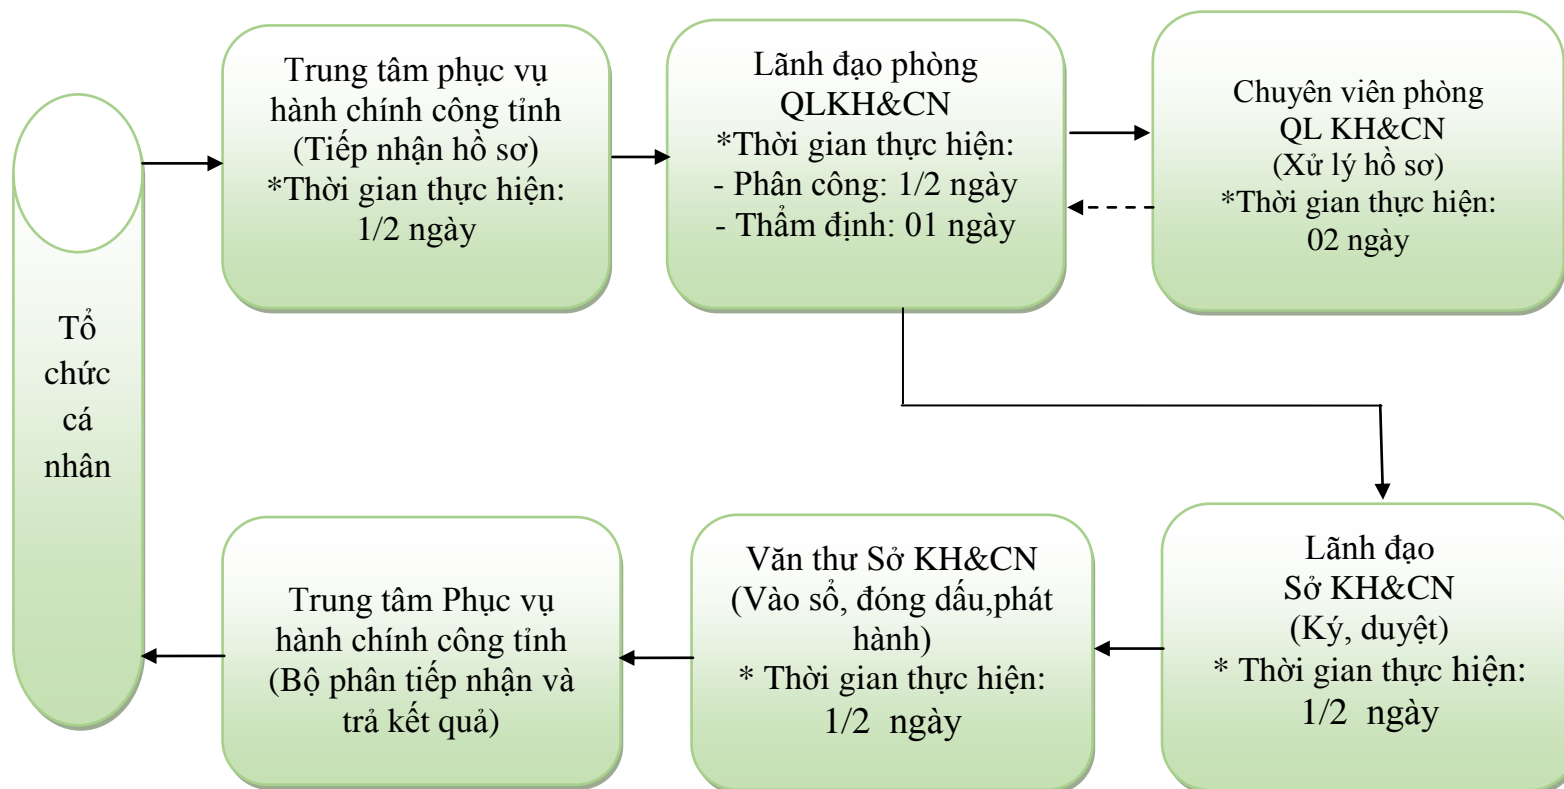 Tổ
chức
cá
nhân
Trung tâm phục vụ
hành chính công tỉnh
(Tiếp nhận hồ sơ)
*Thời gian thực hiện:
1/2 ngày
Lãnh đạo phòng
QLKH&CN
*Thời gian thực hiện:
- Phân công: 1/2 ngày
- Thẩm định: 01 ngày
Chuyên viên phòng
QL KH&CN
(Xử lý hồ sơ)
*Thời gian thực hiện:
02 ngày
Lãnh đạo
Sở KH&CN
(Ký, duyệt)
* Thời gian thực hiện:
1/2 ngày
Văn thư Sở KH&CN
(Vào sổ, đóng dấu,phát
hành)
* Thời gian thực hiện:
1/2 ngày
Trung tâm Phục vụ
hành chính công tỉnh
(Bộ phân tiếp nhận và
trả kết quả)